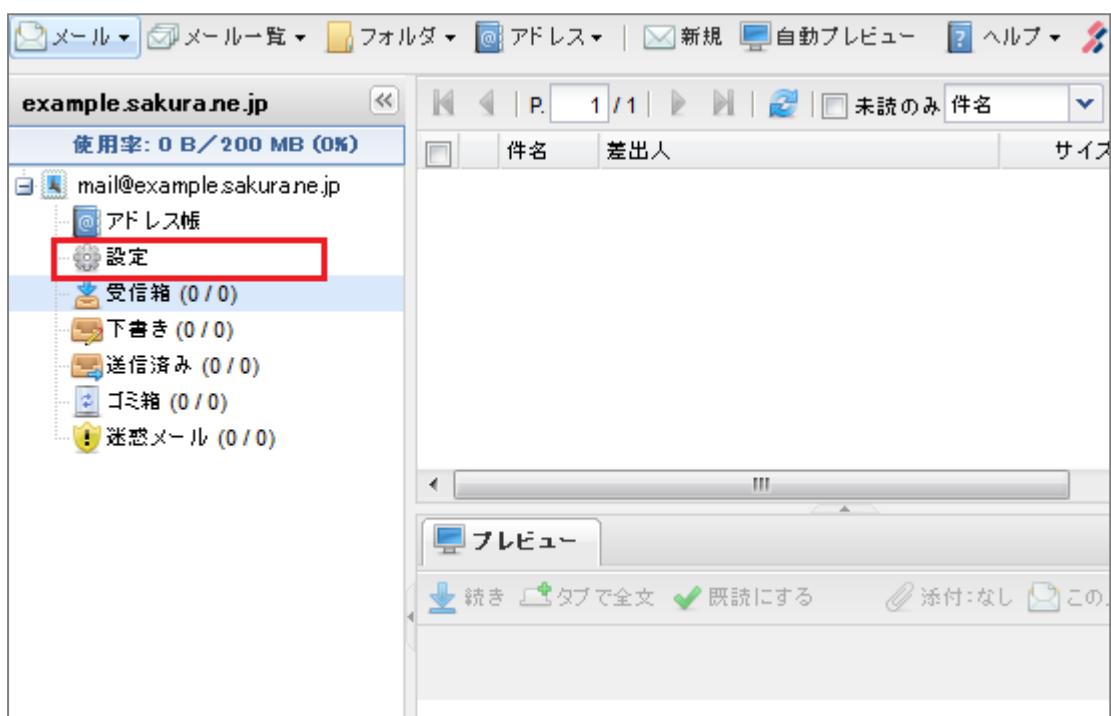 メール メール一覧 フォルダ アドレス 新規 自動プレビュー ヘルプ
example.sakura.ne.jp
P. 1 / 1 未読のみ 件名
使用率: 0 B／200 MB (0%)
件名 差出人 サイズ
mail@example.sakura.ne.jp
アドレス帳
設定
受信箱 (0 / 0)
下書き (0 / 0)
送信済み (0 / 0)
ゴミ箱 (0 / 0)
迷惑メール (0 / 0)
プレビュー
続き タブで全文 既読にする 添付:なし この